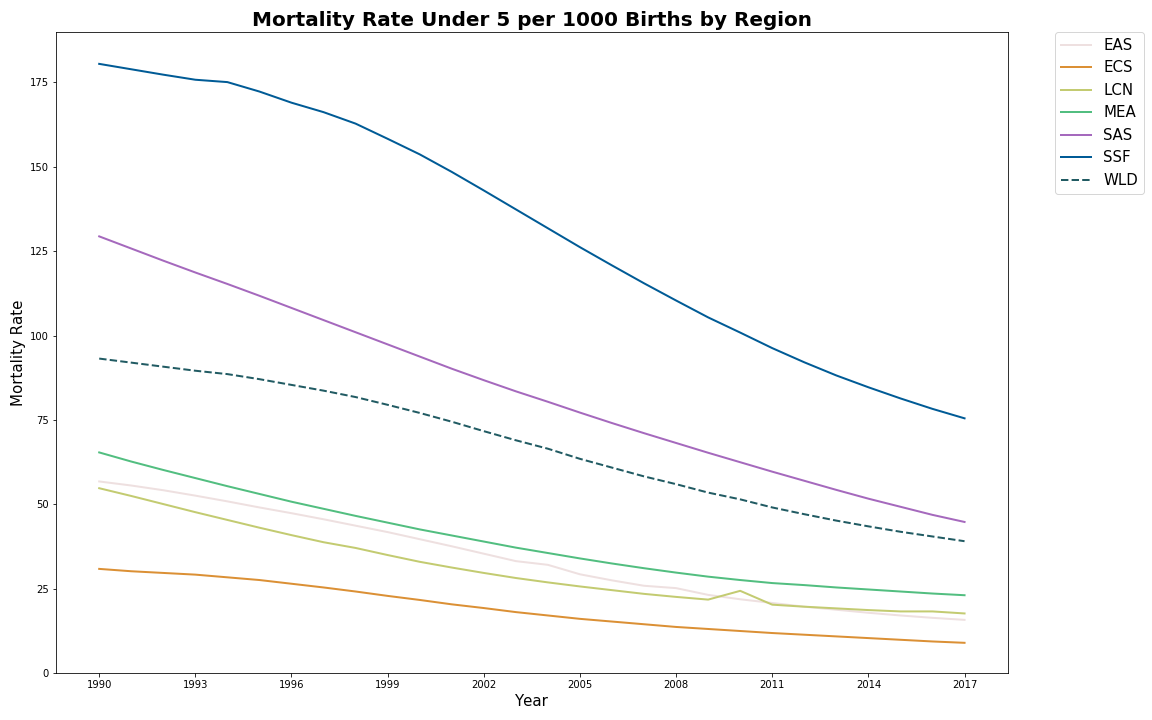 Mortality Rate Under 5 per 1000 Births by Region
EAS
ECS
LCN
MEA
SAS
SSF
WLD
Mortality Rate
175
150
125
100
75
50
25
0
1990 1993 1996 1999 2002 2005 2008 2011 2014 2017
Year